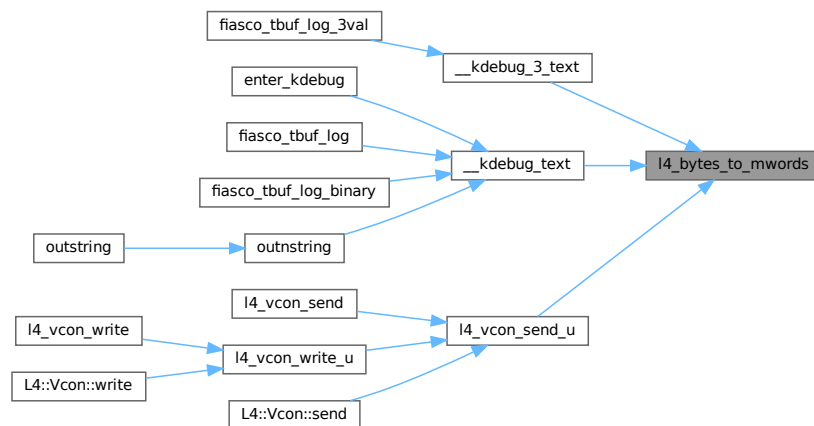 fiasco_tbuf_log_3val
__kdebug_3_text
enter_kdebug
fiasco_tbuf_log
__kdebug_text
l4_bytes_to_mwords
fiasco_tbuf_log_binary
outstring
outnstring
l4_vcon_send
l4_vcon_write
l4_vcon_send_u
l4_vcon_write_u
L4::Vcon::write
L4::Vcon::send